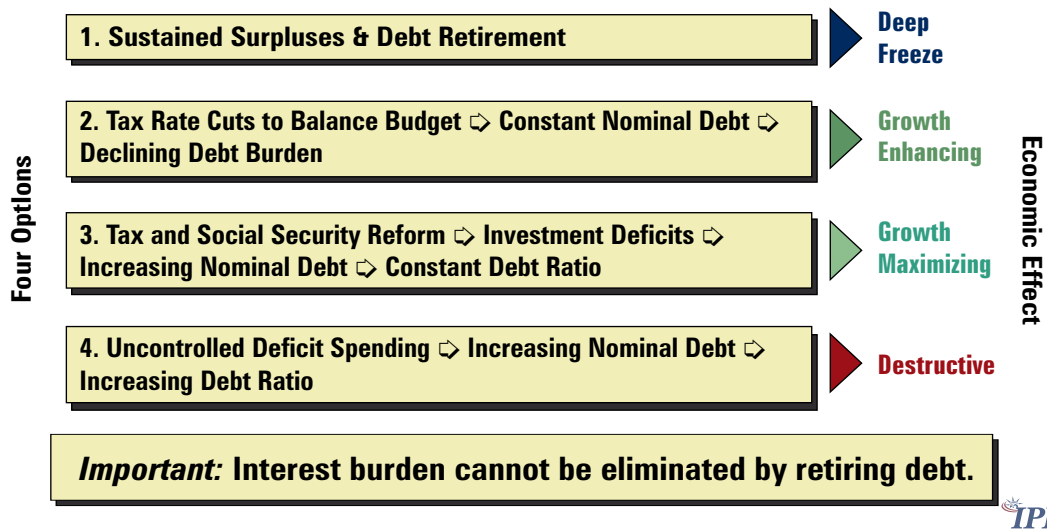 Four Options
1. Sustained Surpluses & Debt Retirement
Deep
Freeze
2. Tax Rate Cuts to Balance Budget ➪ Constant Nominal Debt ➪
Declining Debt Burden
Growth
Enhancing
3. Tax and Social Security Reform ➪ Investment Deficits ➪
Increasing Nominal Debt ➪ Constant Debt Ratio
Growth
Maximizing
4. Uncontrolled Deficit Spending ➪ Increasing Nominal Debt ➪
Increasing Debt Ratio
Destructive
Economic Effect
Important: Interest burden cannot be eliminated by retiring debt.